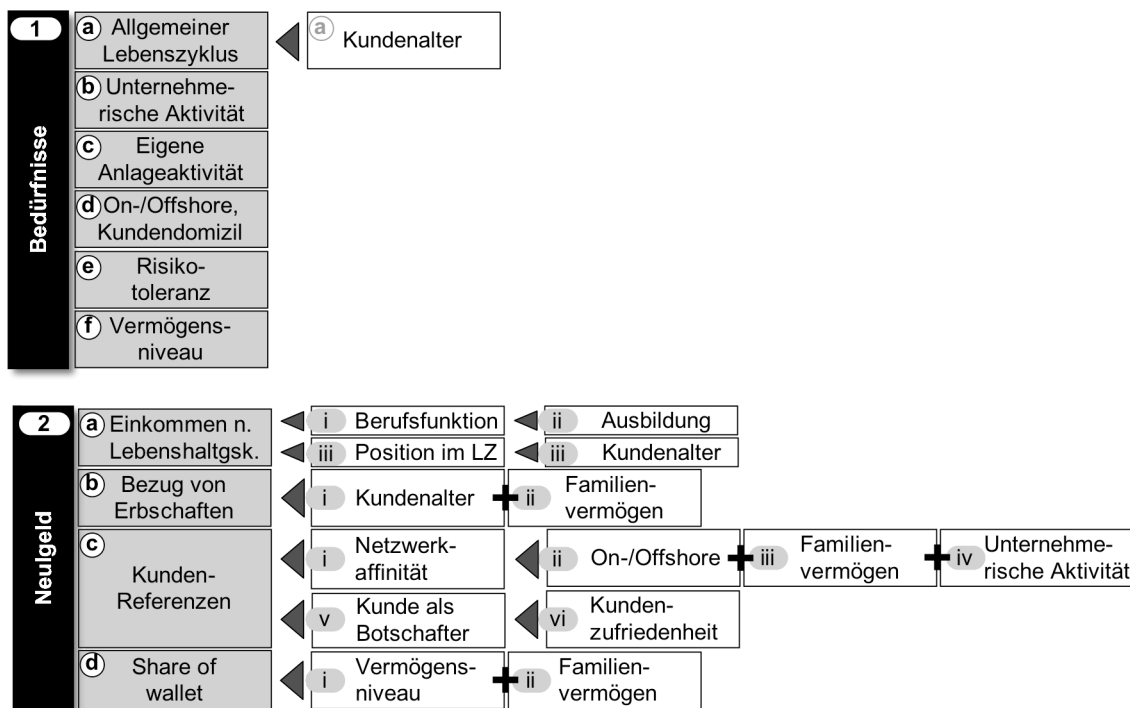 1
Bedürfnisse
a Allgemeiner
Lebenszyklus
a Kundenalter
b Unternehme-
rische Aktivität
c Eigene
Anlageaktivität
d On-/Offshore,
Kundendomizil
e Risiko-
toleranz
f Vermögens-
niveau
2
Neulgeld
a Einkommen n.
Lebenshaltgsk.
i Berufsfunktion
ii Ausbildung
iii Position im LZ
iii Kundenalter
b Bezug von
Erbschaften
i Kundenalter
+
ii Familien-
vermögen
c Kunden-
Referenzen
i Netzwerk-
affinität
ii On-/Offshore
+
iii Familien-
vermögen
+
iv Unternehme-
rische Aktivität
v Kunde als
Botschafter
vi Kunden-
zufriedenheit
d Share of
wallet
i Vermögens-
niveau
+
ii Familien-
vermögen